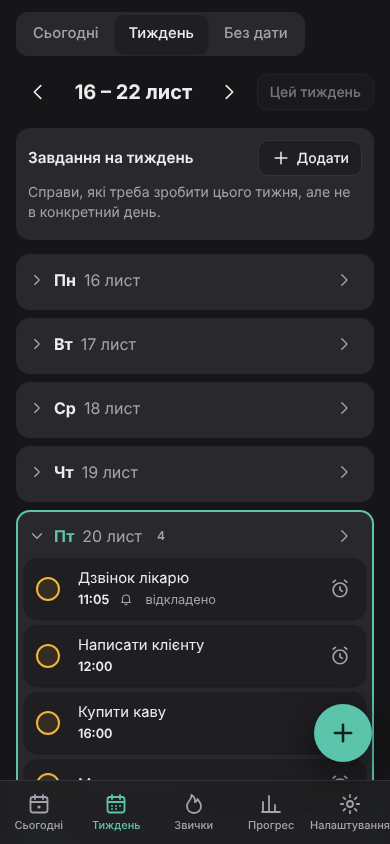 Сьогодні Тиждень Без дати
16 – 22 лист Цей тиждень
Завдання на тиждень Додати
Справи, які треба зробити цього тижня, але не
в конкретний день.
Пн 16 лист
Вт 17 лист
Ср 18 лист
Чт 19 лист
Пт 20 лист 4
Дзвінок лікарю
11:05 відкладено
Написати клієнту
12:00
Купити каву
16:00
Сьогодні Тиждень Звички Прогрес Налаштування